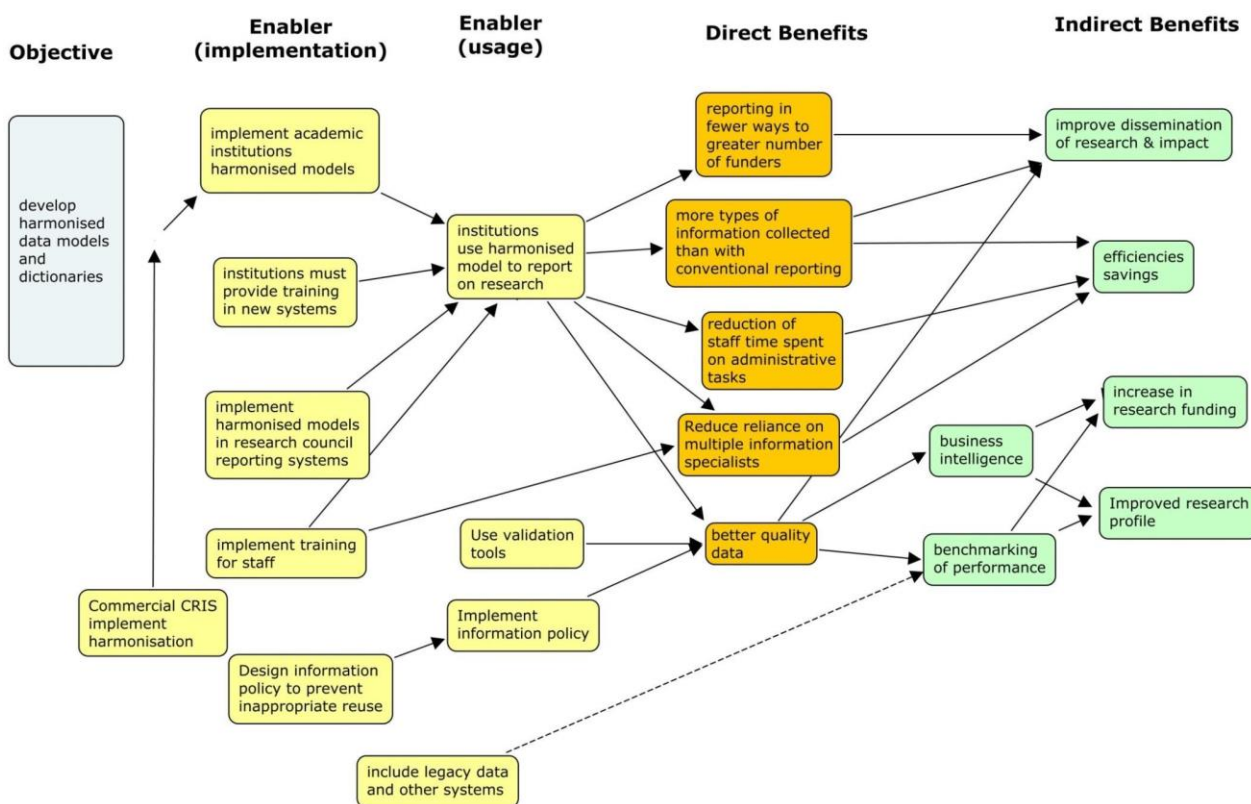 Objective
Enabler
(implementation)
Enabler
(usage)
Direct Benefits
Indirect Benefits
develop
harmonised
data models
and
dictionaries
implement academic
institutions
harmonised models
institutions must
provide training
in new systems
implement
harmonised models
in research council
reporting systems
implement training
for staff
Commercial CRIS
implement
harmonisation
Design information
policy to prevent
inappropriate reuse
include legacy data
and other systems
institutions
use harmonised
model to report
on research
Use validation
tools
Implement
information policy
reporting in
fewer ways to
greater number
of funders
more types of
information collected
than with
conventional reporting
reduction of
staff time spent
on administrative
tasks
Reduce reliance on
multiple information
specialists
better quality
data
business
intelligence
benchmarking
of performance
improve dissemination
of research & impact
efficiencies
savings
increase in
research funding
Improved research
profile